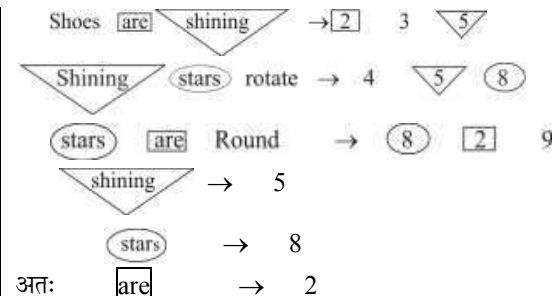 Shoes are shining → 2 3 5
Shining stars rotate → 4 5 8
stars are Round → 8 2 9
shining → 5
stars → 8
अतः are → 2